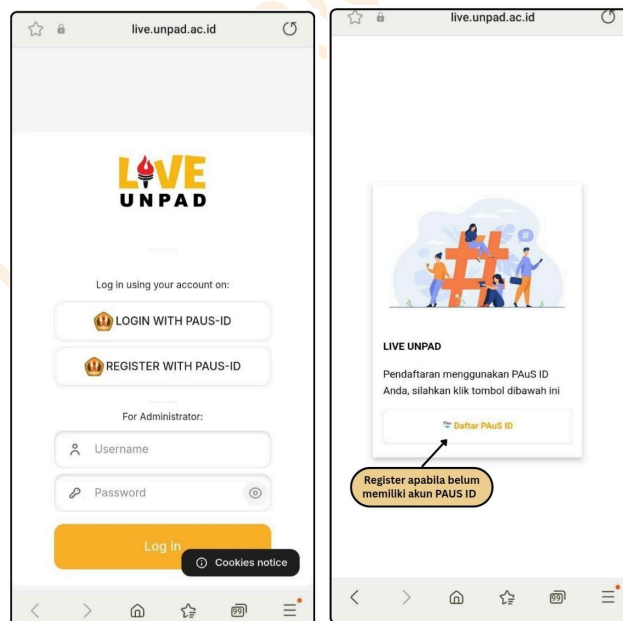 live.unpad.ac.id
LIVE
UNPAD
Log in using your account on:
LOGIN WITH PAUS-ID
REGISTER WITH PAUS-ID
For Administrator:
Username
Password
Log in
Cookies notice
99
live.unpad.ac.id
#
LIVE UNPAD
Pendaftaran menggunakan PAuS ID
Anda, silahkan klik tombol dibawah ini
Daftar PAuS ID
Register apabila belum
memiliki akun PAUS ID
99